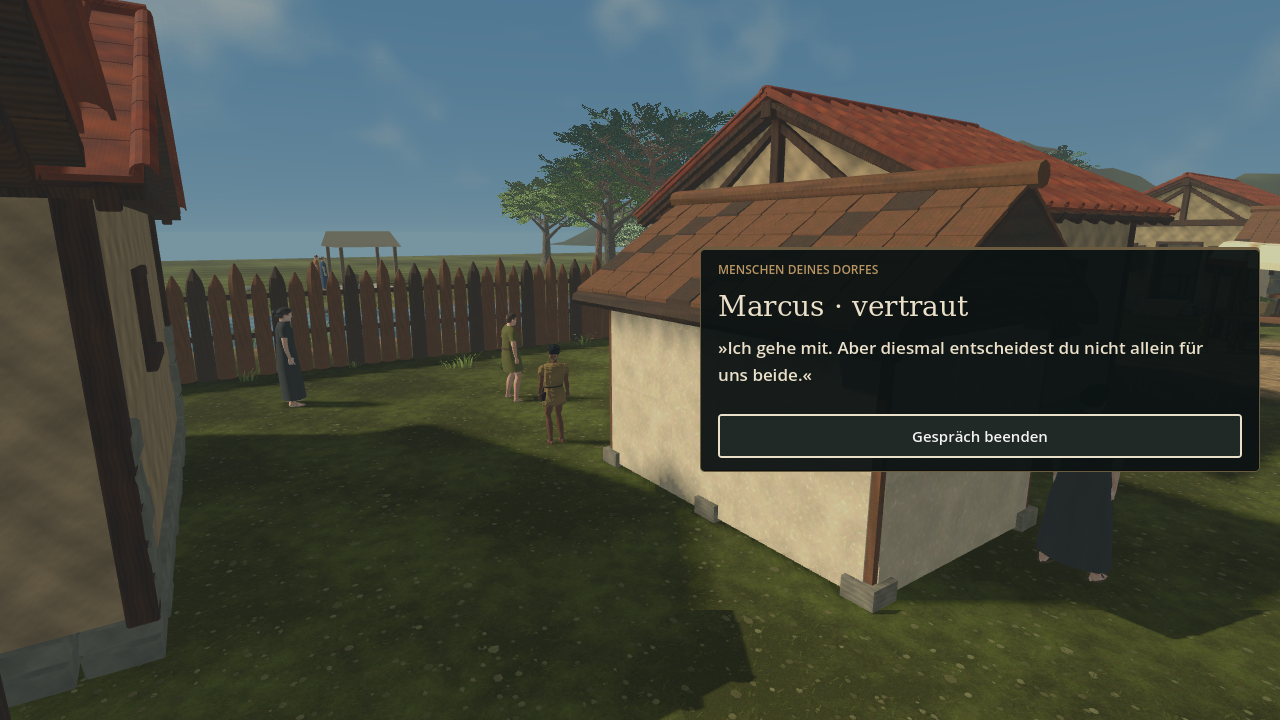 MENSCHEN DEINES DORFES
Marcus · vertraut
»Ich gehe mit. Aber diesmal entscheidest du nicht allein für
uns beide.«
Gespräch beenden